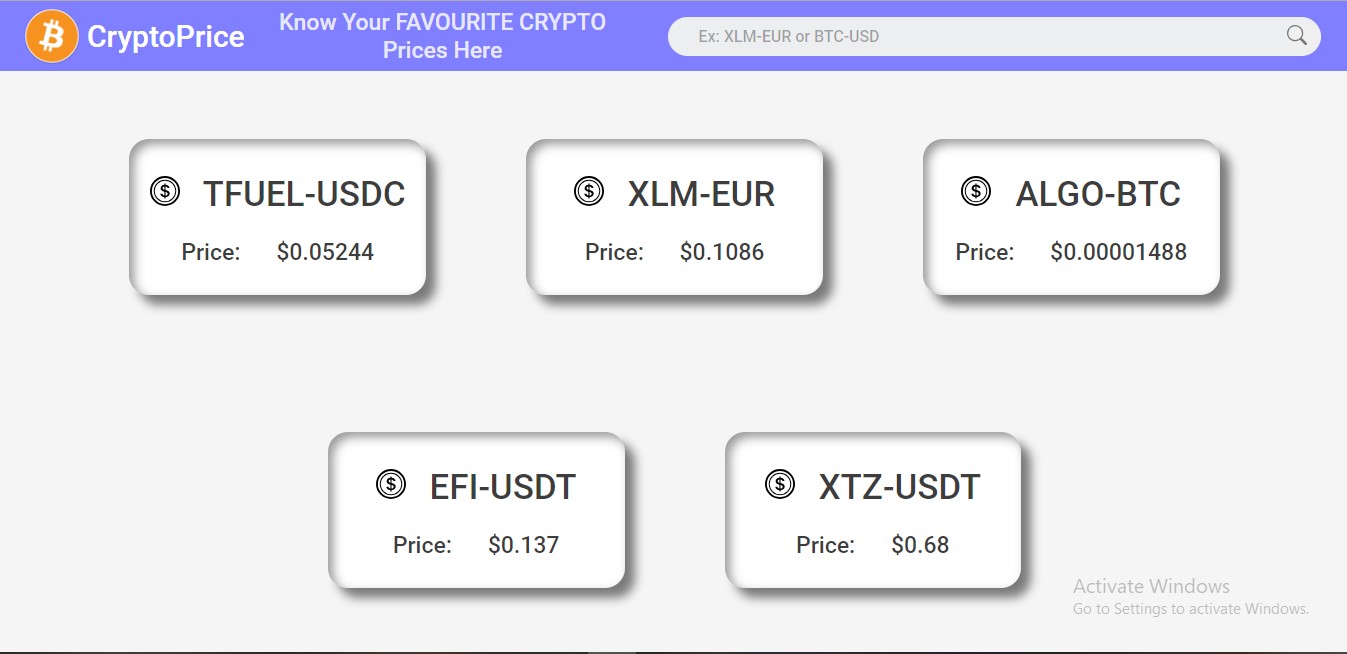 CryptoPrice
Know Your FAVOURITE CRYPTO
Prices Here
Ex: XLM-EUR or BTC-USD
$ TFUEL-USDC
Price: $0.05244
$ XLM-EUR
Price: $0.1086
$ ALGO-BTC
Price: $0.00001488
$ EFI-USDT
Price: $0.137
$ XTZ-USDT
Price: $0.68
Activate Windows
Go to Settings to activate Windows.